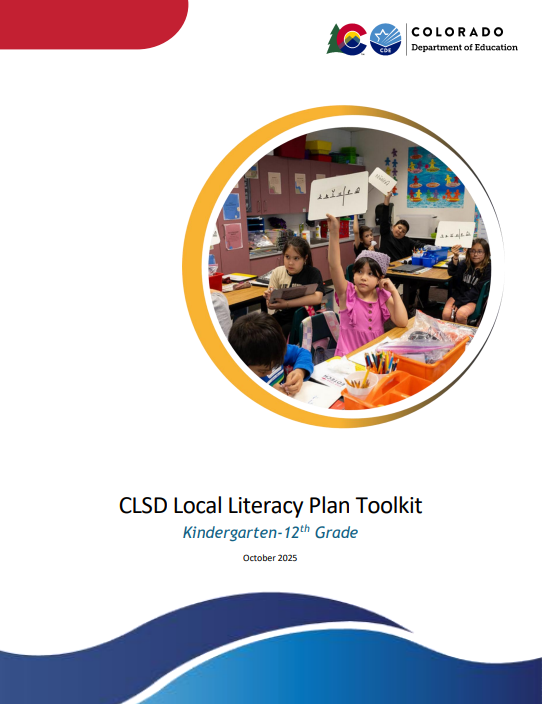 COLORADO
Department of Education
CDE
CLSD Local Literacy Plan Toolkit
Kindergarten-12th Grade
October 2025